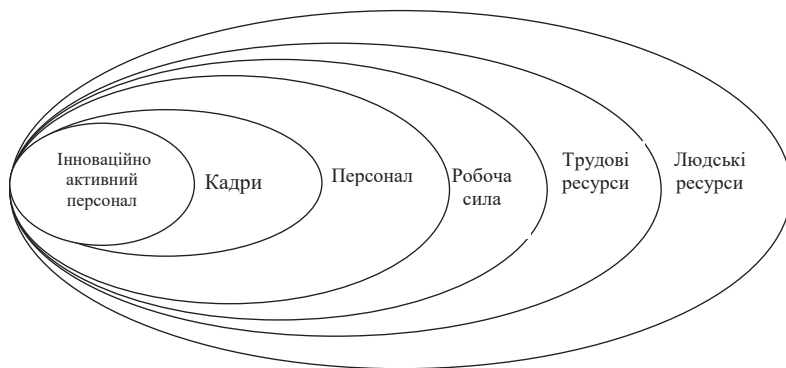 Інноваційно
активний
персонал
Кадри
Персонал
Робоча
сила
Трудові
ресурси
Людські
ресурси